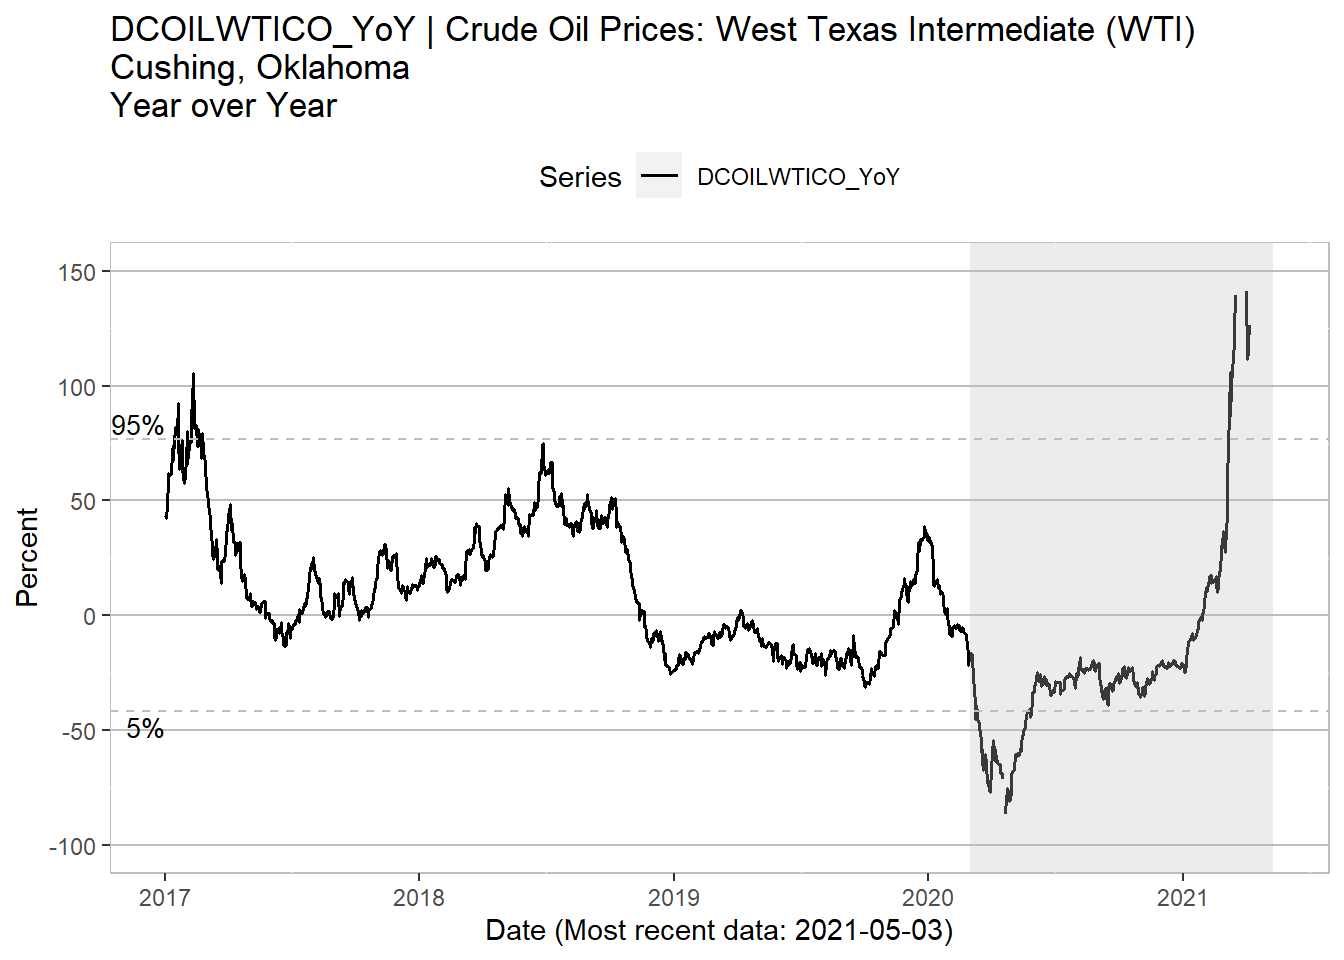 DCOILWTICO_YoY | Crude Oil Prices: West Texas Intermediate (WTI)
Cushing, Oklahoma
Year over Year
Series DCOILWTICO_YoY
150
100
95%
50
0
-50
5%
-100
Percent
2017 2018 2019 2020 2021
Date (Most recent data: 2021-05-03)